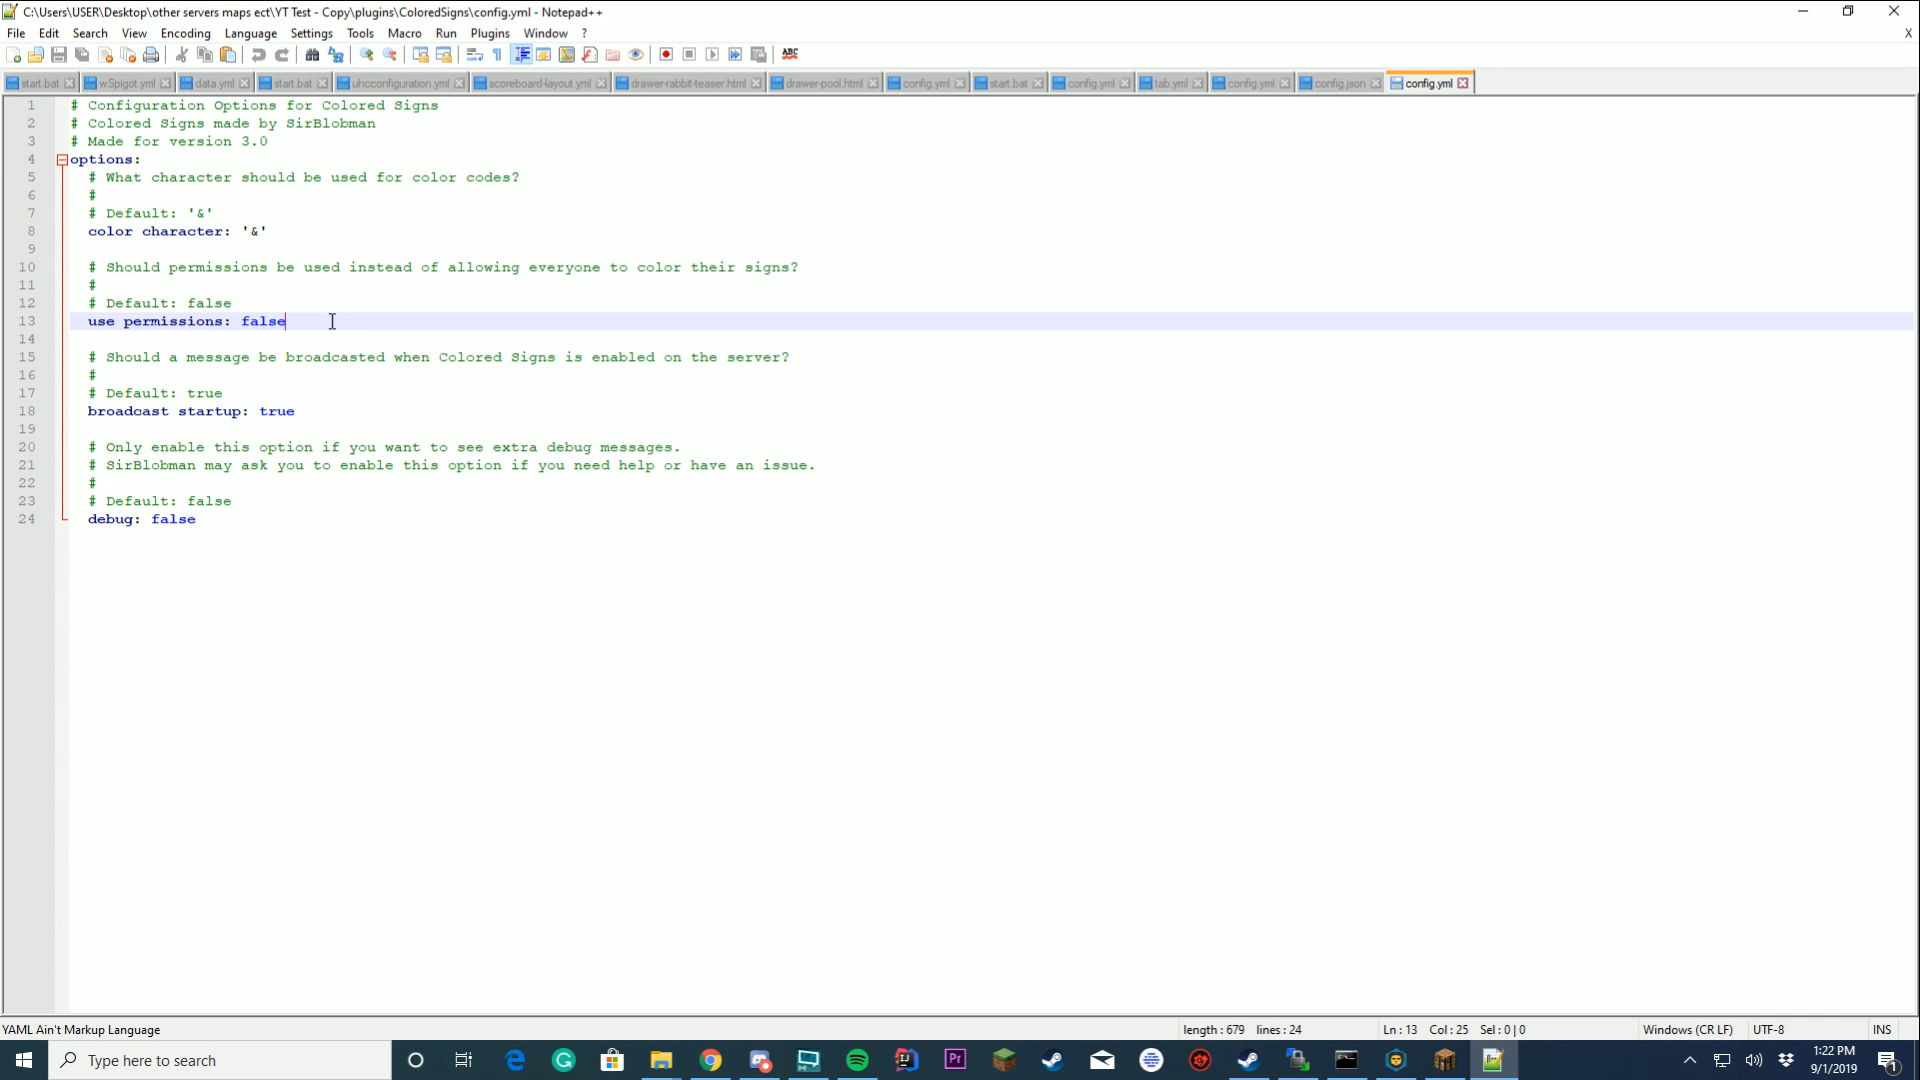 C:\Users\USER\Desktop\other servers maps ect\YT Test - Copy\plugins\ColoredSigns\config.yml - Notepad++
File Edit Search View Encoding Language Settings Tools Macro Run Plugins Window ? X
start.bat wSpigot.yml data.yml start.bat uhcconfiguration.yml scoreboard-layout.yml drawer-rabbit-teaser.html drawer-pool.html config.yml start.bat config.yml tab.yml config.yml config.json config.yml
1 # Configuration Options for Colored Signs
2 # Colored Signs made by SirBlobman
3 # Made for version 3.0
4 options:
5 # What character should be used for color codes?
6 #
7 # Default: '&'
8 color character: '&'
9
10 # Should permissions be used instead of allowing everyone to color their signs?
11 #
12 # Default: false
13 use permissions: false
14
15 # Should a message be broadcasted when Colored Signs is enabled on the server?
16 #
17 # Default: true
18 broadcast startup: true
19
20 # Only enable this option if you want to see extra debug messages.
21 # SirBlobman may ask you to enable this option if you need help or have an issue.
22 #
23 # Default: false
24 debug: false
YAML Ain't Markup Language length : 679 lines : 24 Ln : 13 Col : 25 Sel : 0 | 0 Windows (CR LF) UTF-8 INS
Type here to search
1:22 PM
9/1/2019